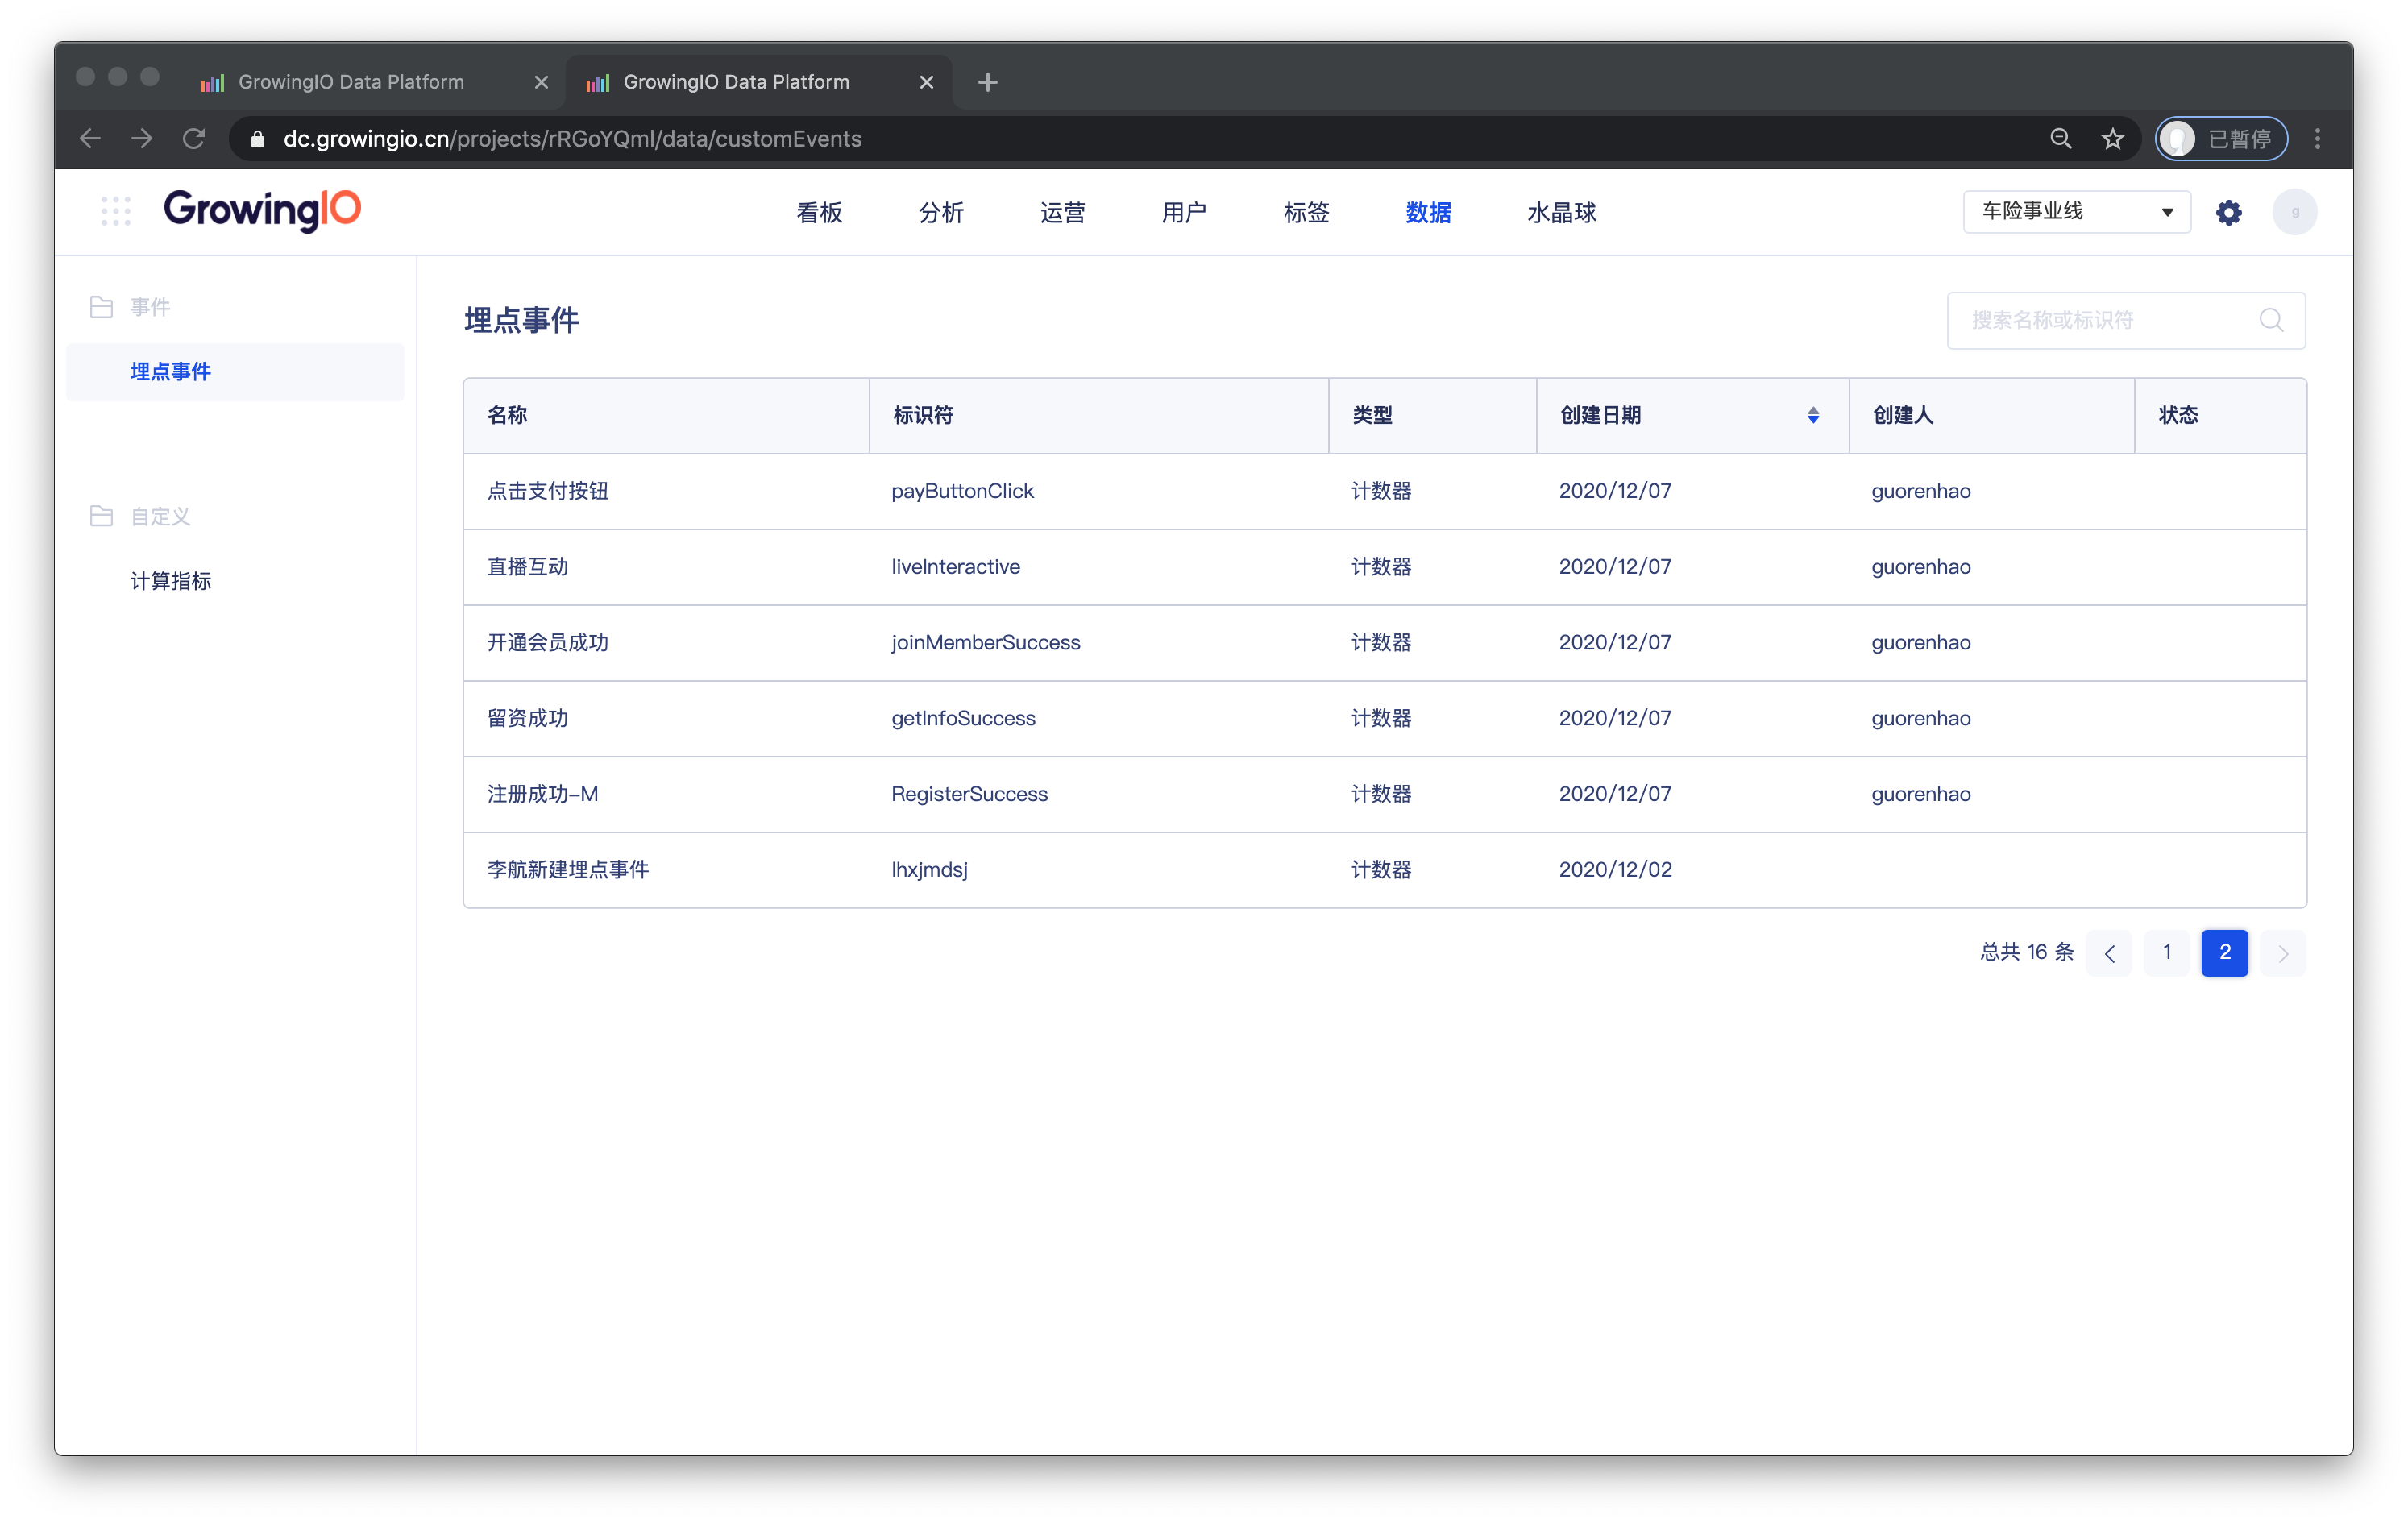 GrowingIO Data Platform
GrowingIO Data Platform
dc.growingio.cn/projects/rRGoYQml/data/customEvents
已暂停
GrowingIO
看板 分析 运营 用户 标签 数据 水晶球
车险事业线
g
事件
埋点事件
自定义
计算指标
埋点事件
搜索名称或标识符
名称 标识符 类型 创建日期 创建人 状态
点击支付按钮 payButtonClick 计数器 2020/12/07 guorenhao
直播互动 liveInteractive 计数器 2020/12/07 guorenhao
开通会员成功 joinMemberSuccess 计数器 2020/12/07 guorenhao
留资成功 getInfoSuccess 计数器 2020/12/07 guorenhao
注册成功-M RegisterSuccess 计数器 2020/12/07 guorenhao
李航新建埋点事件 lhxjmdsj 计数器 2020/12/02
总共 16 条 1 2